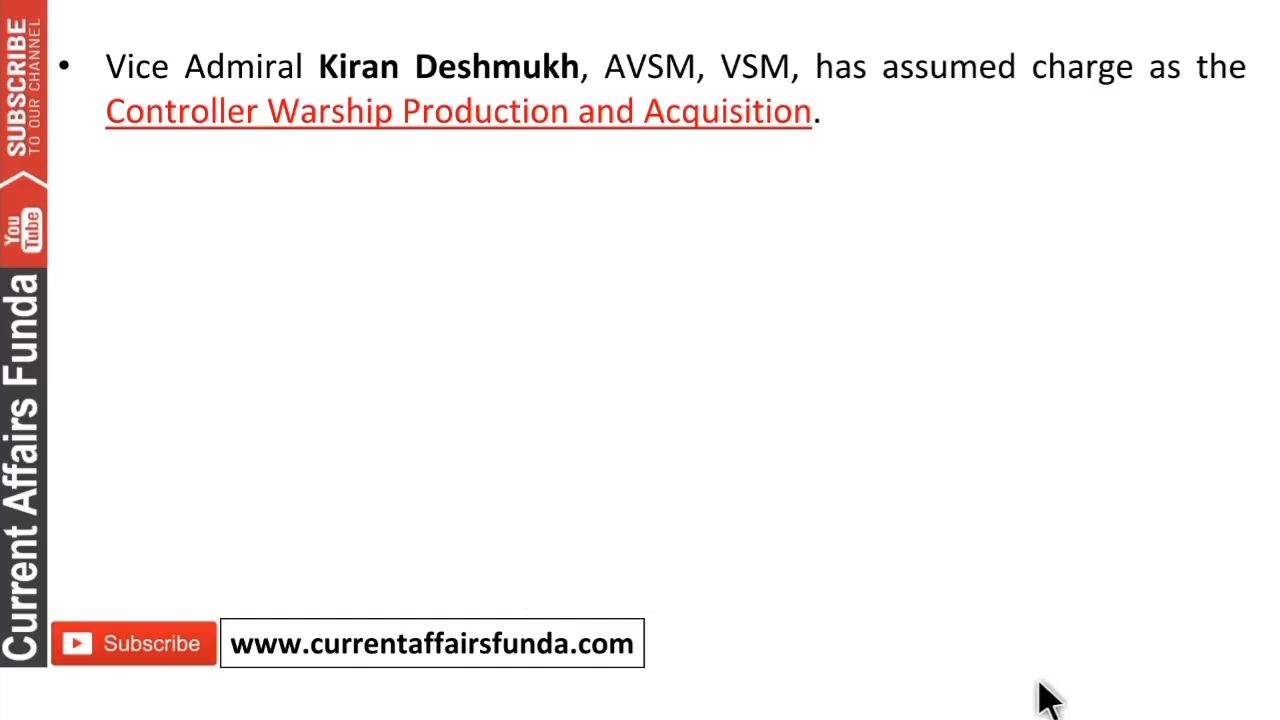 • Vice Admiral Kiran Deshmukh, AVSM, VSM, has assumed charge as the
Controller Warship Production and Acquisition.
SUBSCRIBE
TO OUR CHANNEL
You
Tube
Current Affairs Funda
Subscribe
www.currentaffairsfunda.com